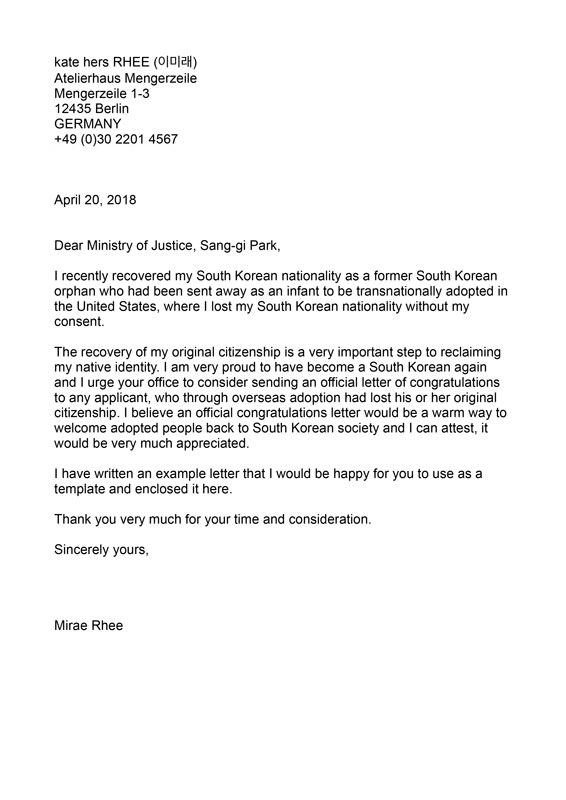 kate hers RHEE (이미래)
Atelierhaus Mengerzeile
Mengerzeile 1-3
12435 Berlin
GERMANY
+49 (0)30 2201 4567
April 20, 2018
Dear Ministry of Justice, Sang-gi Park,
I recently recovered my South Korean nationality as a former South Korean
orphan who had been sent away as an infant to be transnationally adopted in
the United States, where I lost my South Korean nationality without my
consent.
The recovery of my original citizenship is a very important step to reclaiming
my native identity. I am very proud to have become a South Korean again
and I urge your office to consider sending an official letter of congratulations
to any applicant, who through overseas adoption had lost his or her original
citizenship. I believe an official congratulations letter would be a warm way to
welcome adopted people back to South Korean society and I can attest, it
would be very much appreciated.
I have written an example letter that I would be happy for you to use as a
template and enclosed it here.
Thank you very much for your time and consideration.
Sincerely yours,
Mirae Rhee